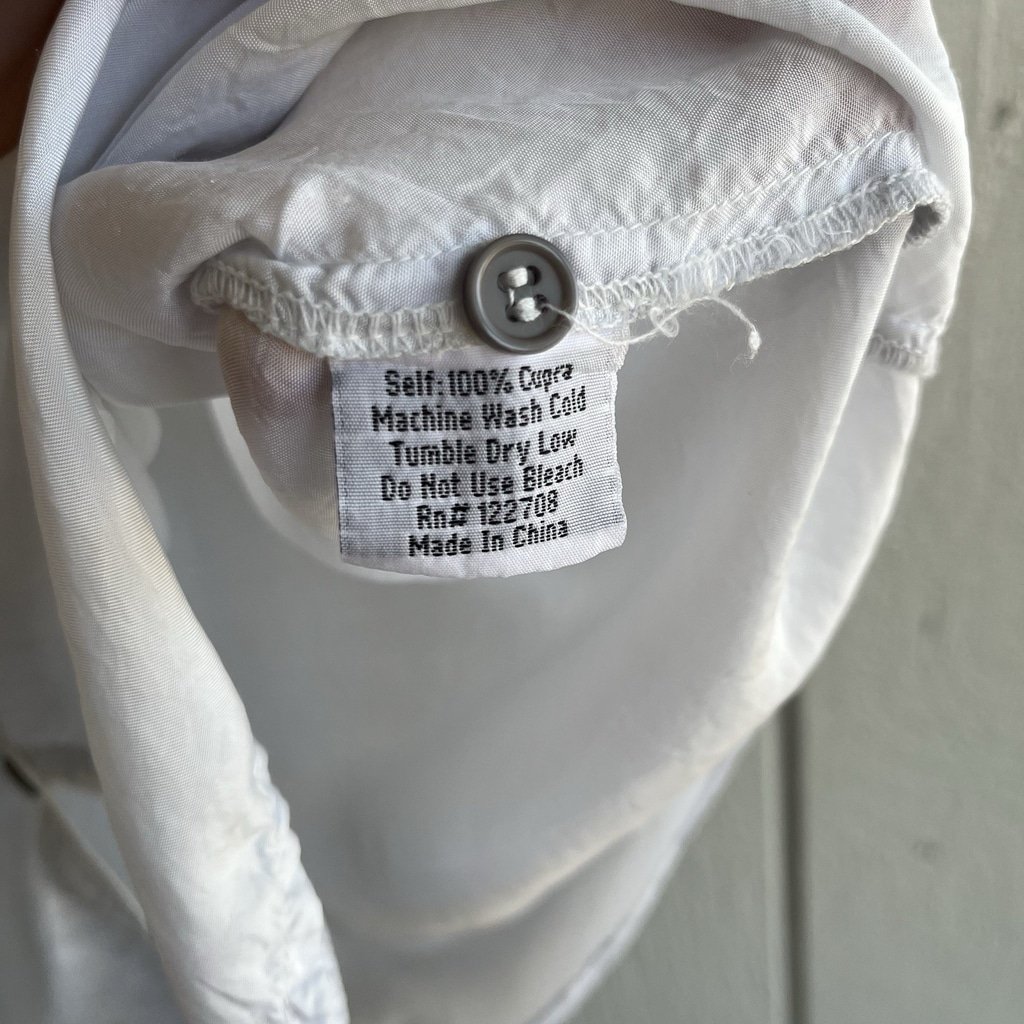 Self: 100% Cupra
Machine Wash Cold
Tumble Dry Low
Do Not Use Bleach
Rn# 122708
Made In China